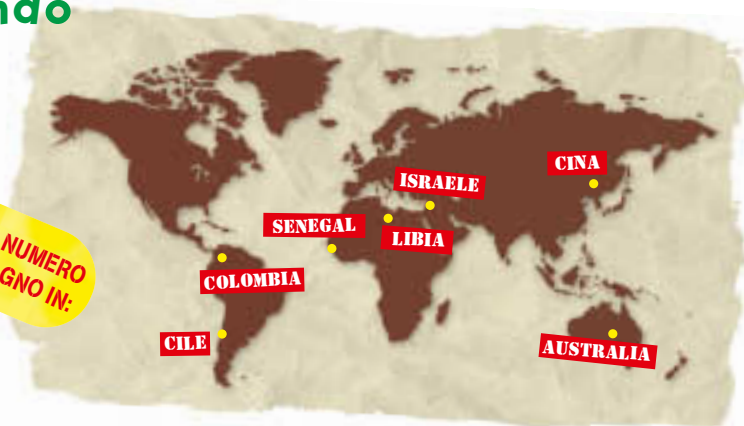 ndo
CINA
ISRAELE
SENEGAL
LIBIA
NUMERO
GNO IN:
COLOMBIA
CILE
AUSTRALIA